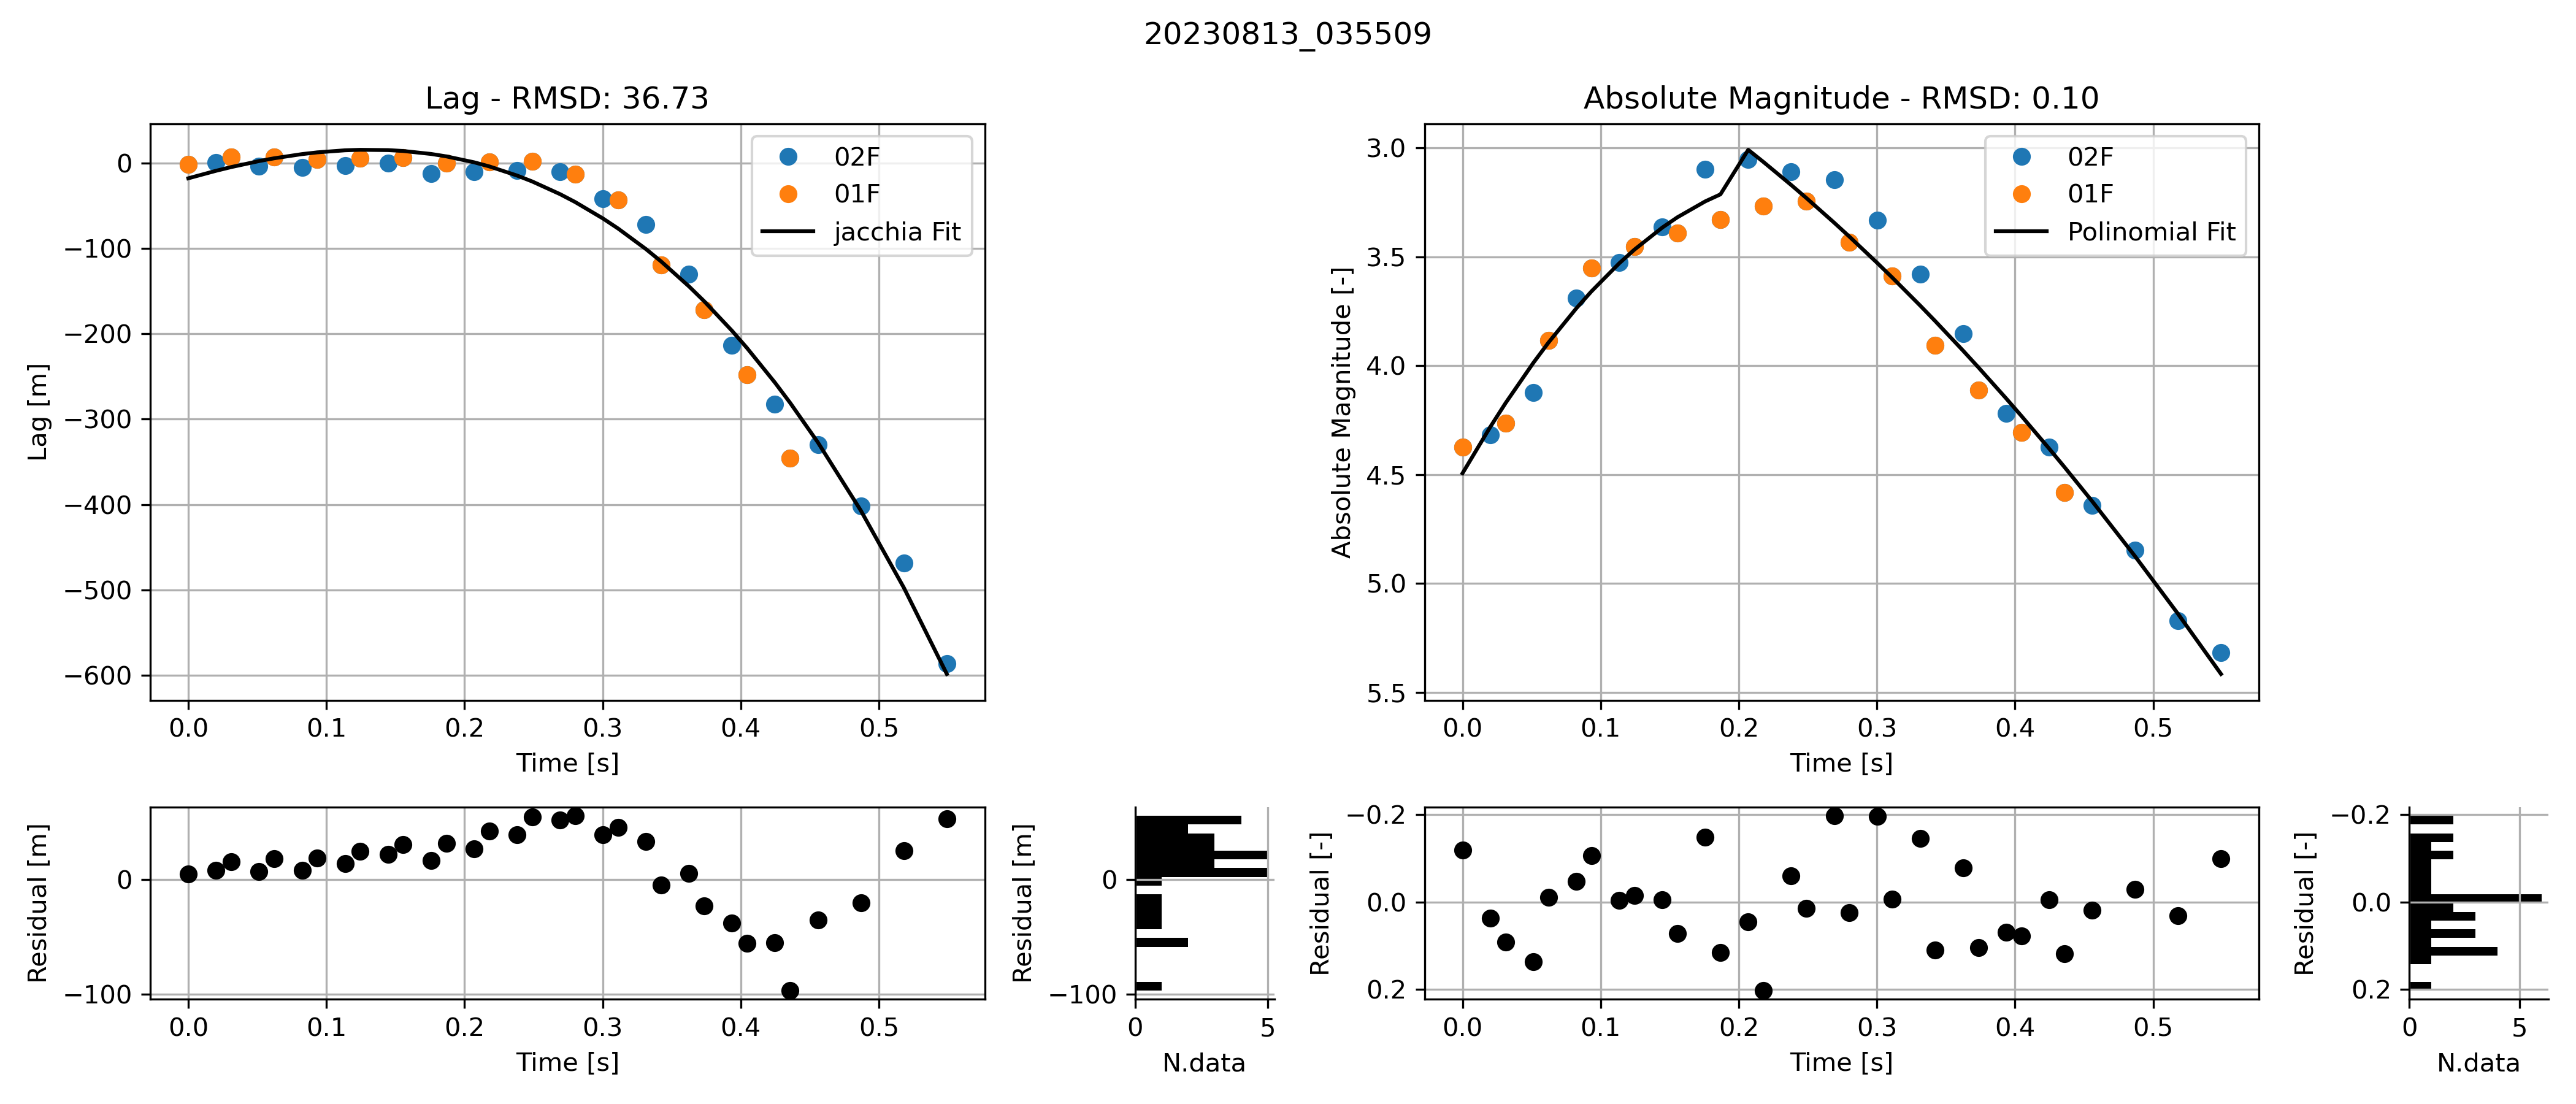 20230813_035509
Lag - RMSD: 36.73
02F
01F
jacchia Fit
Lag [m]
0
−100
−200
−300
−400
−500
−600
0.0 0.1 0.2 0.3 0.4 0.5
Time [s]
Absolute Magnitude - RMSD: 0.10
02F
01F
Polinomial Fit
Absolute Magnitude [-]
3.0
3.5
4.0
4.5
5.0
5.5
0.0 0.1 0.2 0.3 0.4 0.5
Time [s]
Residual [m]
0
−100
0.0 0.1 0.2 0.3 0.4 0.5
Time [s]
Residual [m]
0
−100
0 5
N.data
Residual [-]
−0.2
0.0
0.2
0.0 0.1 0.2 0.3 0.4 0.5
Time [s]
Residual [-]
−0.2
0.0
0.2
0 5
N.data